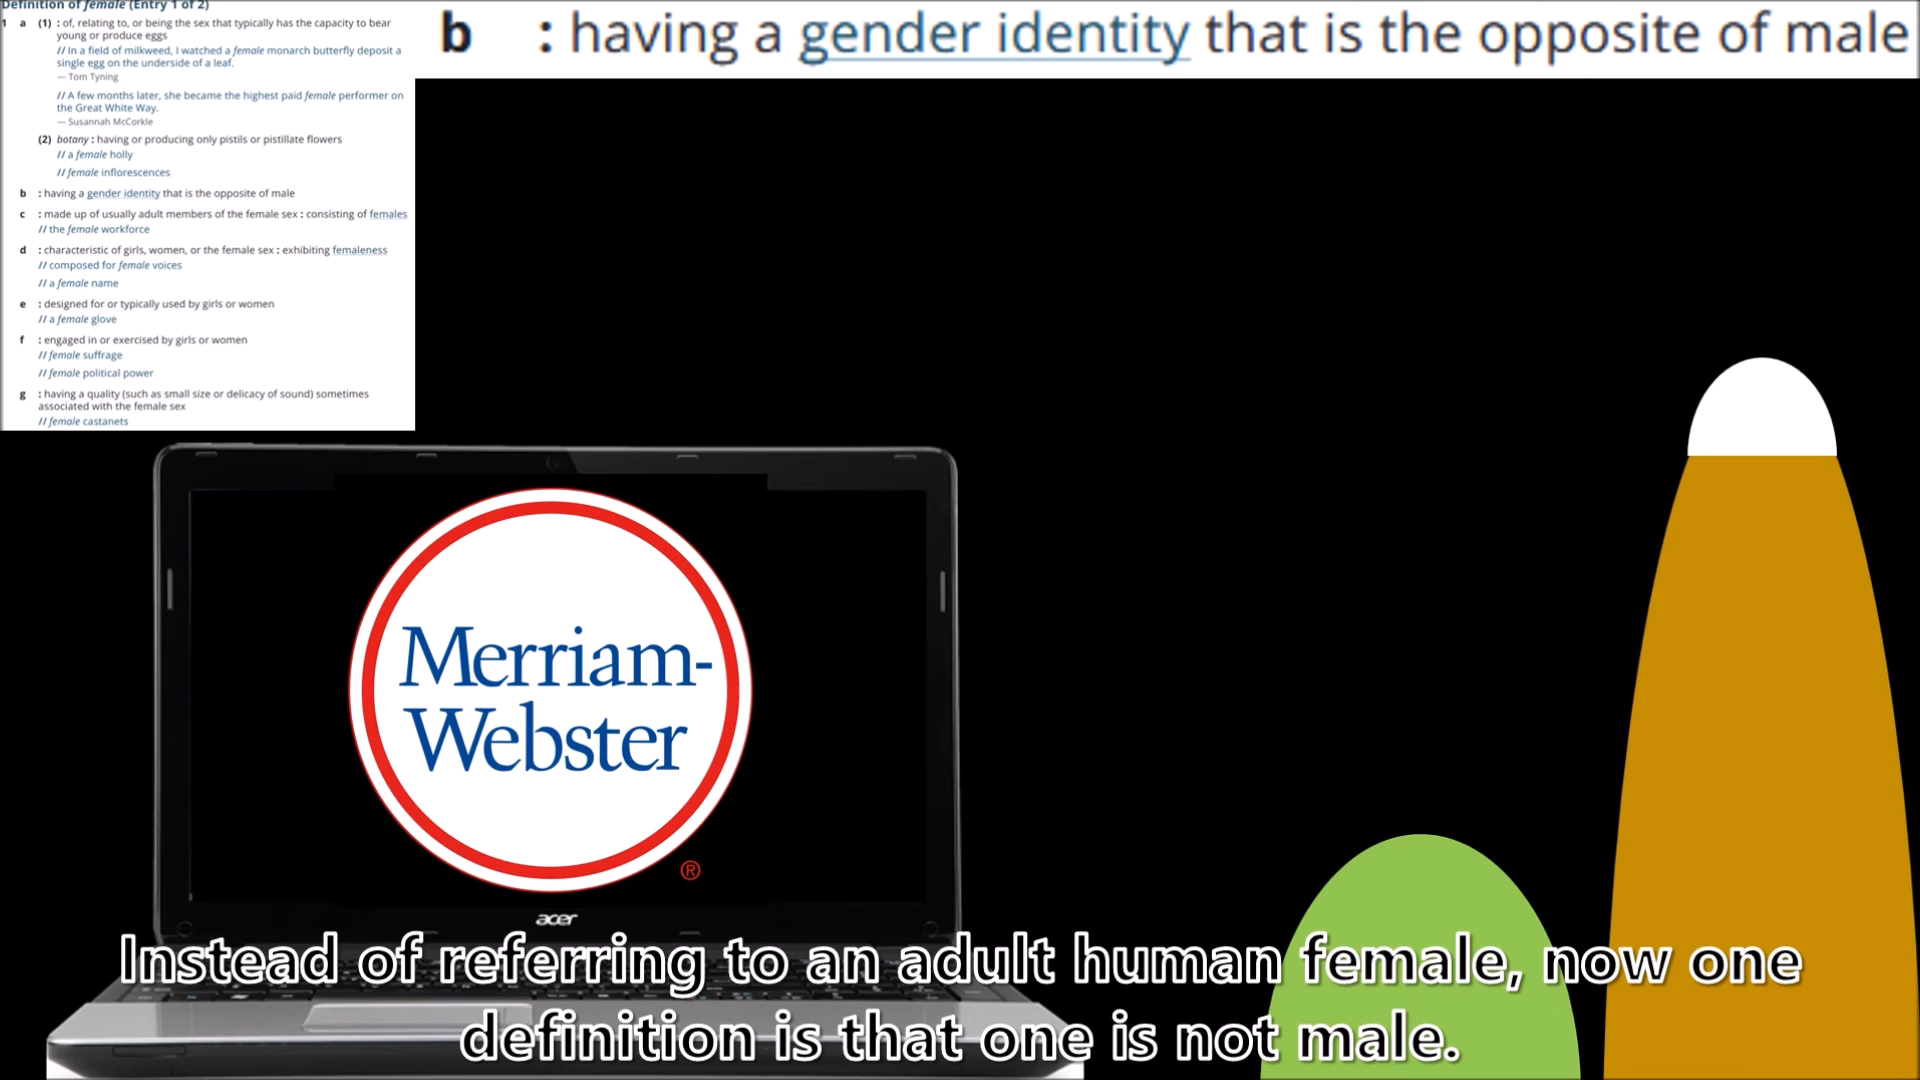 Definition of female (Entry 1 of 2)
1 a (1) : of, relating to, or being the sex that typically has the capacity to bear
young or produce eggs
// In a field of milkweed, I watched a female monarch butterfly deposit a
single egg on the underside of a leaf.
— Tom Tyning
// A few months later, she became the highest paid female performer on
the Great White Way.
— Susannah McCorkle
(2) botany : having or producing only pistils or pistillate flowers
// a female holly
// female inflorescences
b : having a gender identity that is the opposite of male
c : made up of usually adult members of the female sex : consisting of females
// the female workforce
d : characteristic of girls, women, or the female sex : exhibiting femaleness
// composed for female voices
// a female name
e : designed for or typically used by girls or women
// a female glove
f : engaged in or exercised by girls or women
// female suffrage
// female political power
g : having a quality (such as small size or delicacy of sound) sometimes
associated with the female sex
// female castanets
b : having a gender identity that is the opposite of male
Merriam-
Webster
®
acer
Instead of referring to an adult human female, now one
definition is that one is not male.